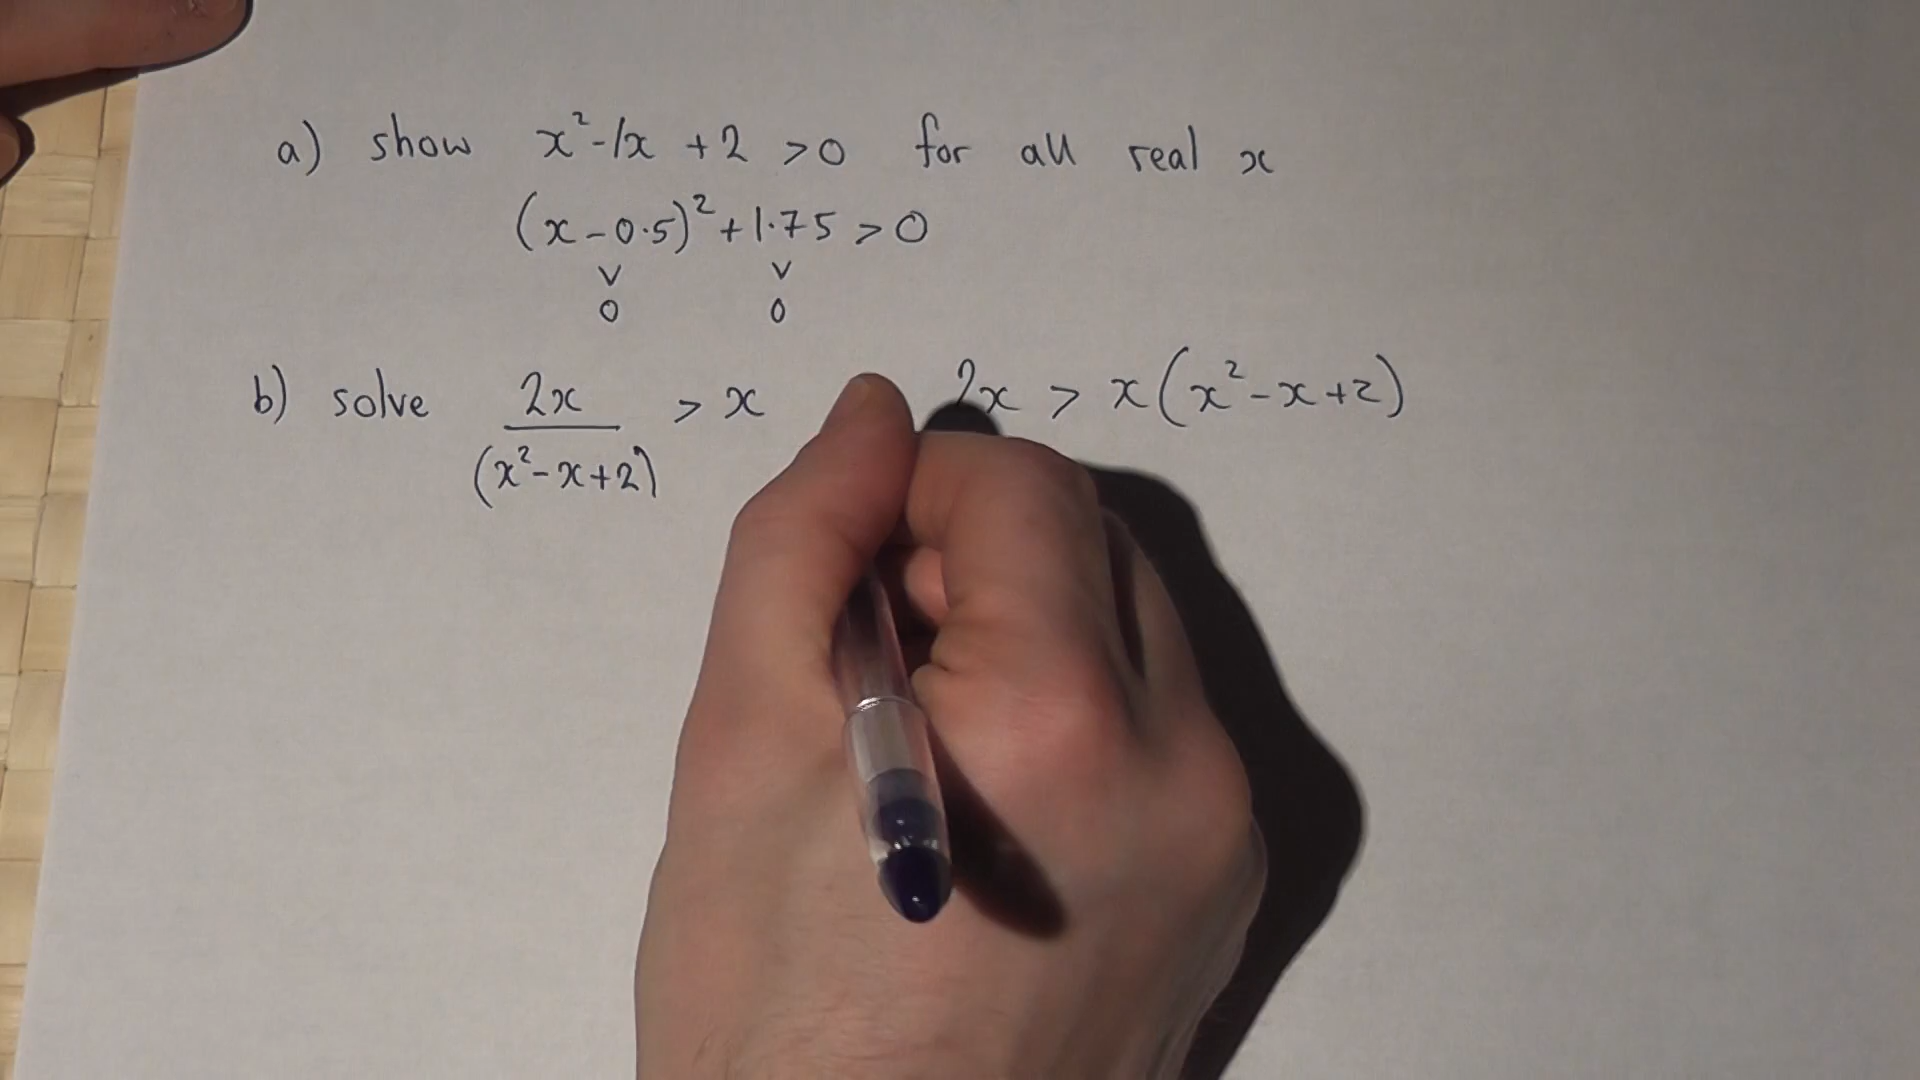 a) show x²-1x +2 >0 for all real x
(x-0.5)²+1.75 >0
v v
0 0
b) solve 2x/(x²-x+2) > x 2x > x(x²-x+2)